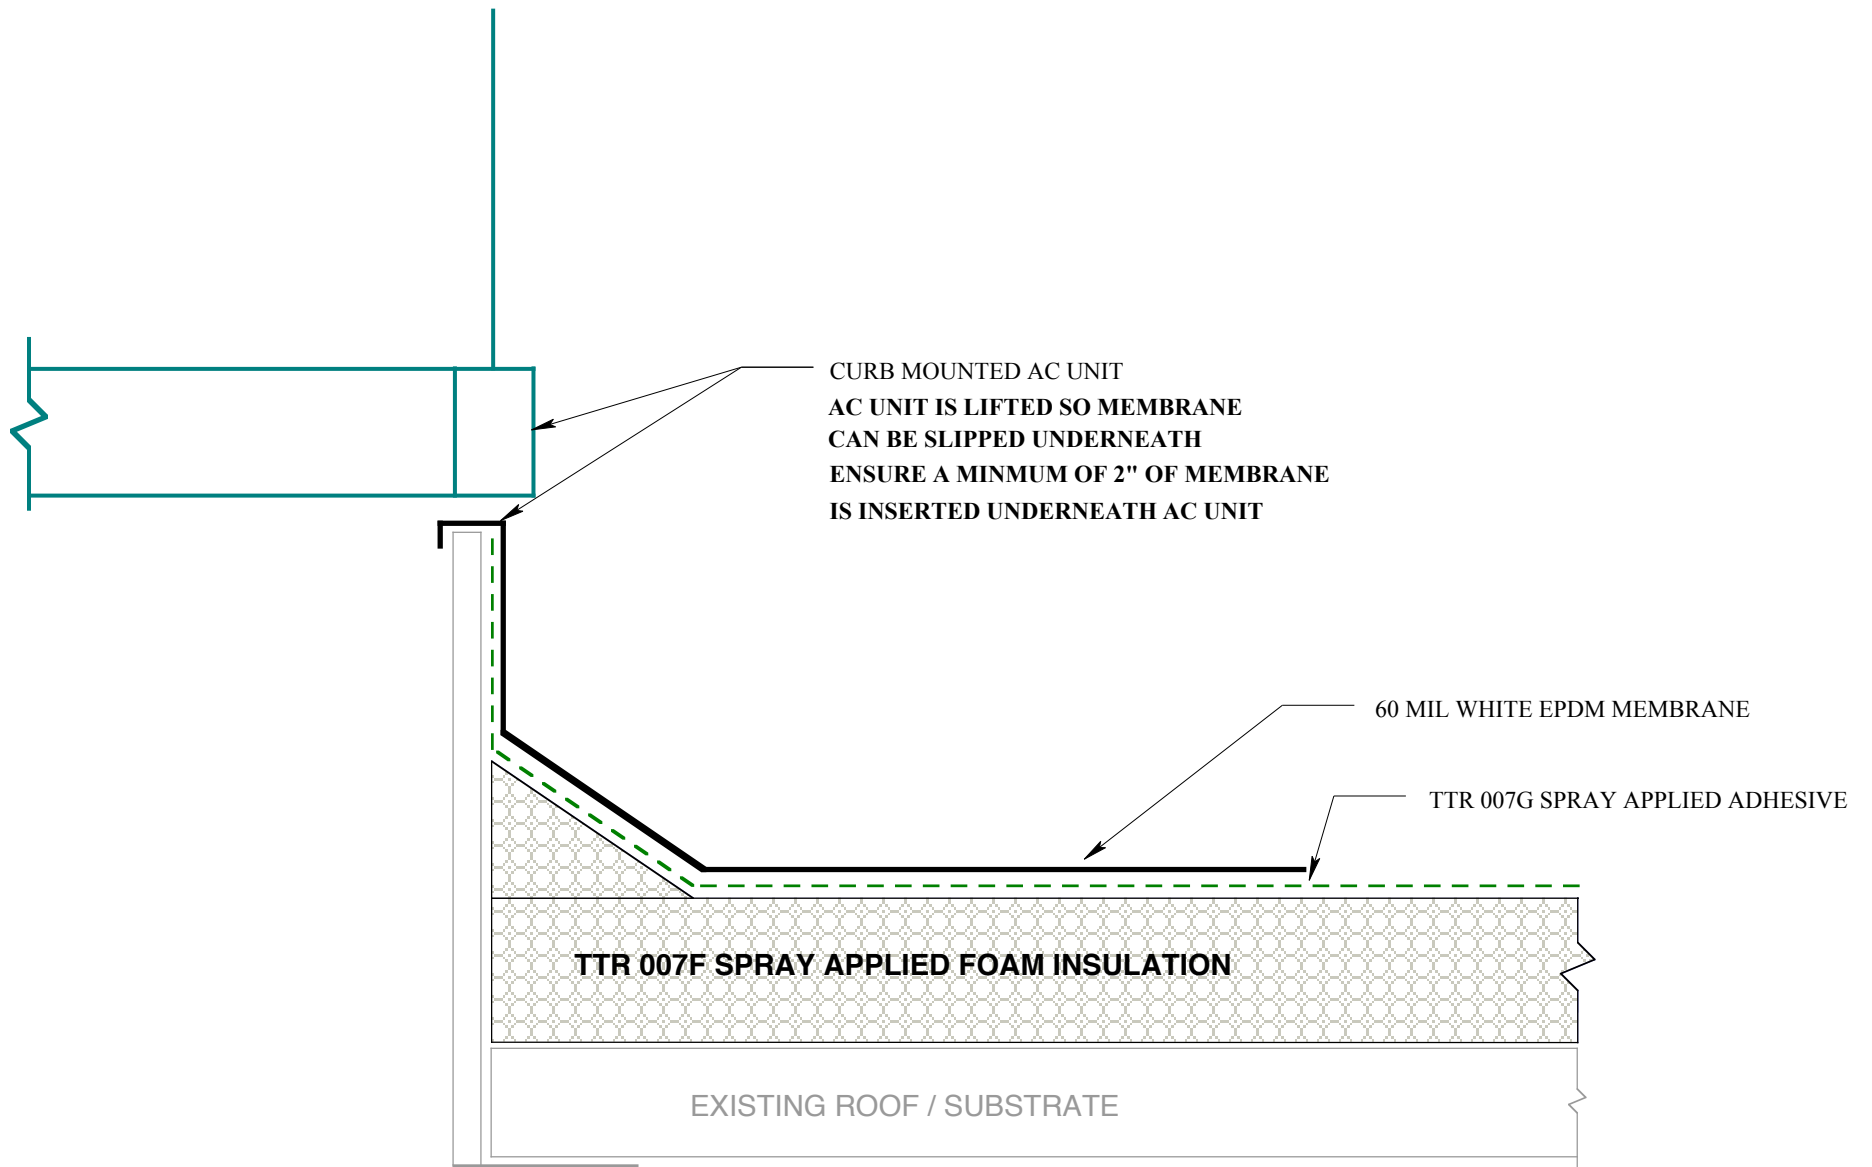 CURB MOUNTED AC UNIT
AC UNIT IS LIFTED SO MEMBRANE
CAN BE SLIPPED UNDERNEATH
ENSURE A MINMUM OF 2" OF MEMBRANE
IS INSERTED UNDERNEATH AC UNIT
60 MIL WHITE EPDM MEMBRANE
TTR 007G SPRAY APPLIED ADHESIVE
TTR 007F SPRAY APPLIED FOAM INSULATION
EXISTING ROOF / SUBSTRATE